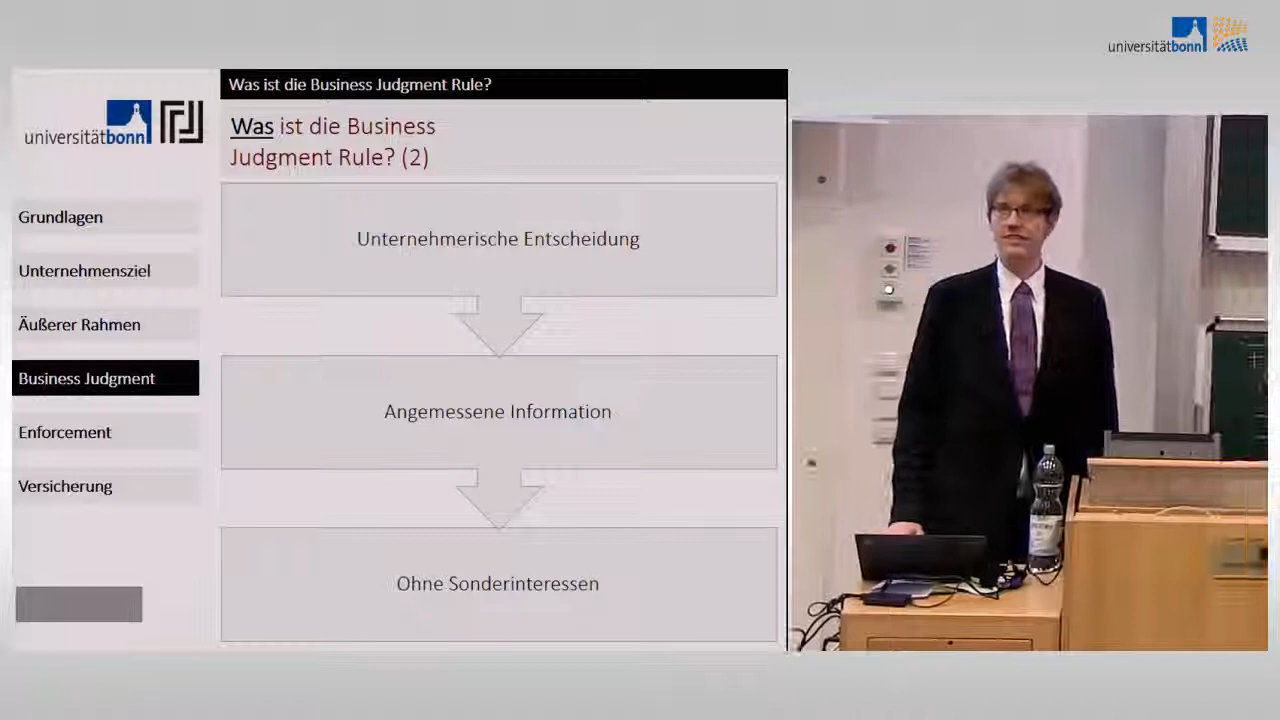 universitätbonn
Was ist die Business Judgment Rule?
universitätbonn
Was ist die Business
Judgment Rule? (2)
Grundlagen
Unternehmensziel
Äußerer Rahmen
Business Judgment
Enforcement
Versicherung
Unternehmerische Entscheidung
Angemessene Information
Ohne Sonderinteressen